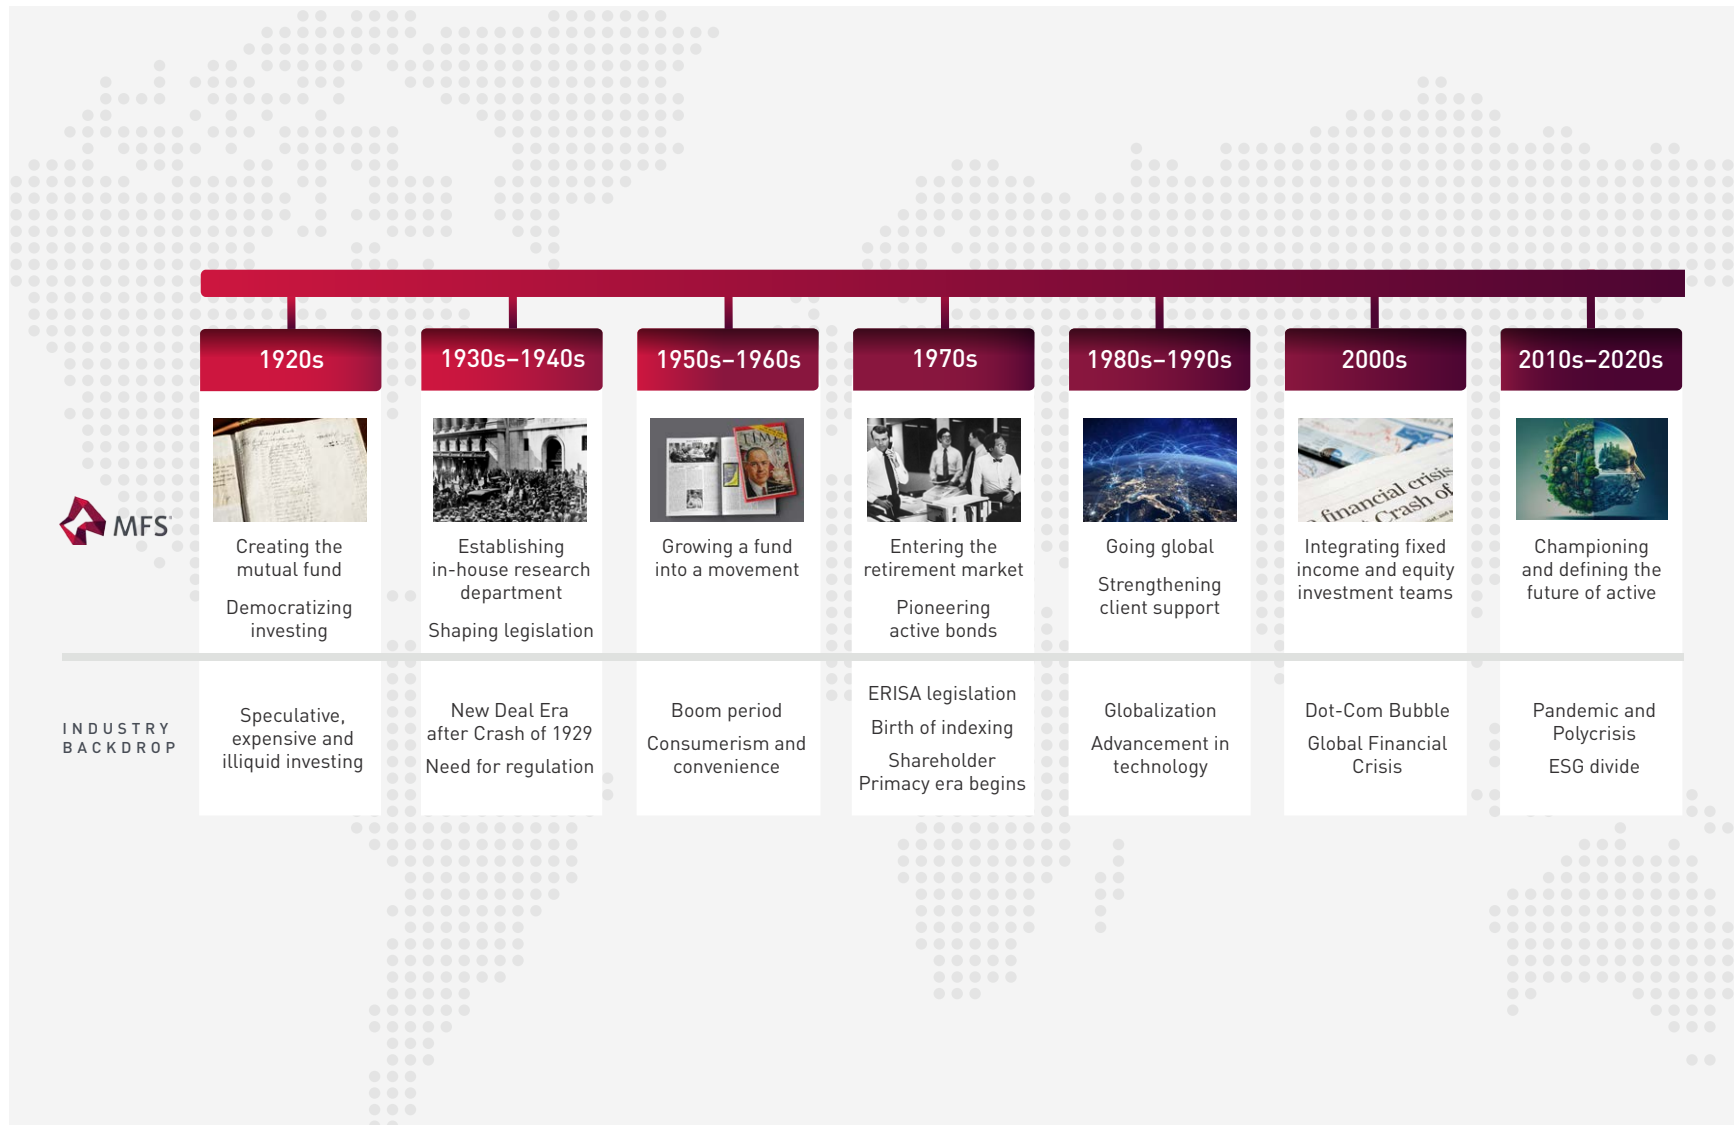 1920s
1930s–1940s
1950s–1960s
1970s
1980s–1990s
2000s
2010s–2020s
TIME
financial crisis
Crash of
MFS
Creating the
mutual fund
Democratizing
investing
Establishing
in-house research
department
Shaping legislation
Growing a fund
into a movement
Entering the
retirement market
Pioneering
active bonds
Going global
Strengthening
client support
Integrating fixed
income and equity
investment teams
Championing
and defining the
future of active
INDUSTRY
BACKDROP
Speculative,
expensive and
illiquid investing
New Deal Era
after Crash of 1929
Need for regulation
Boom period
Consumerism and
convenience
ERISA legislation
Birth of indexing
Shareholder
Primacy era begins
Globalization
Advancement in
technology
Dot-Com Bubble
Global Financial
Crisis
Pandemic and
Polycrisis
ESG divide